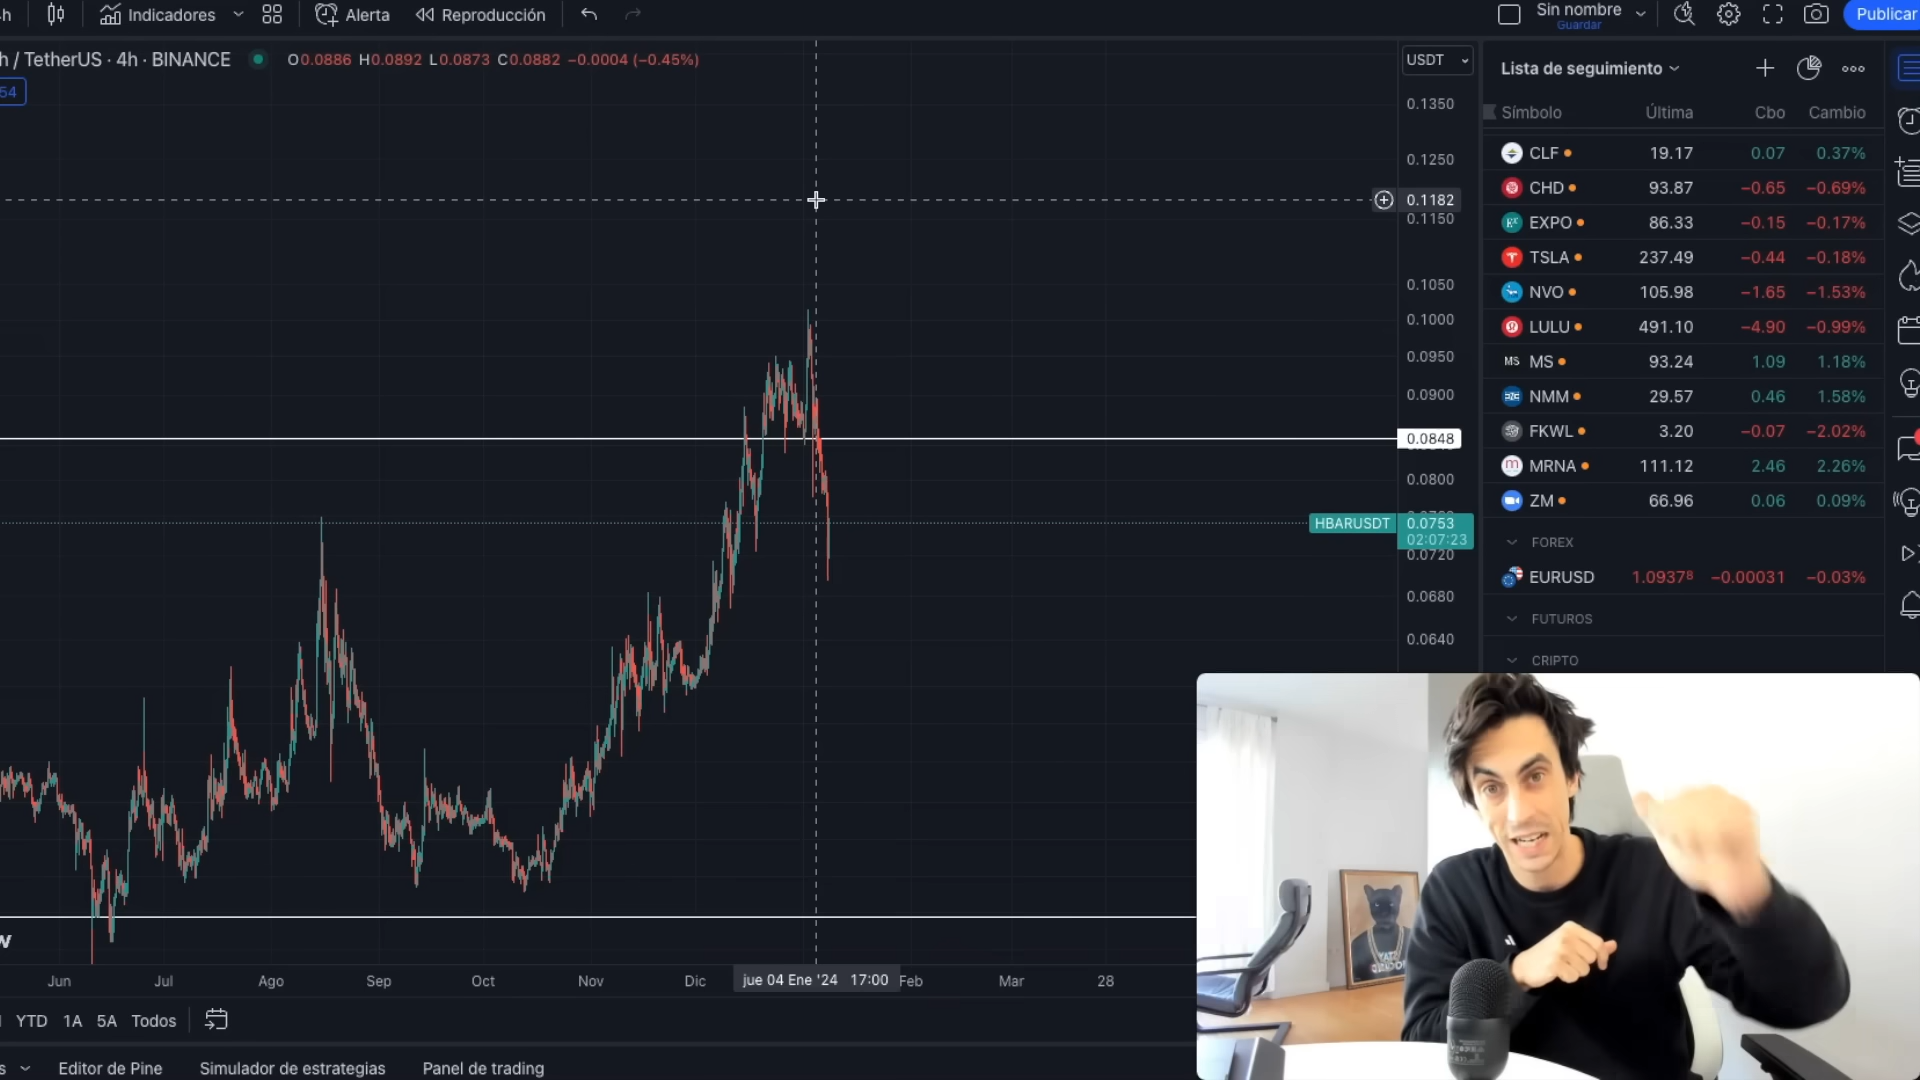 h Indicadores Alerta Reproducción Sin nombre Guardar Publicar
h / TetherUS · 4h · BINANCE O0.0886 H0.0892 L0.0873 C0.0882 −0.0004 (−0.45%) USDT
54
0.1350
0.1250
0.1182
0.1150
0.1050
0.1000
0.0950
0.0900
0.0848
0.0800
HBARUSDT 0.0753
02:07:23
0.0720
0.0680
0.0640
Lista de seguimiento
Símbolo Última Cbo Cambio
CLF 19.17 0.07 0.37%
CHD 93.87 −0.65 −0.69%
EXPO 86.33 −0.15 −0.17%
TSLA 237.49 −0.44 −0.18%
NVO 105.98 −1.65 −1.53%
LULU 491.10 −4.90 −0.99%
MS MS 93.24 1.09 1.18%
NMM 29.57 0.46 1.58%
FKWL 3.20 −0.07 −2.02%
MRNA 111.12 2.46 2.26%
ZM 66.96 0.06 0.09%
FOREX
EURUSD 1.09378 −0.00031 −0.03%
FUTUROS
CRIPTO
Jun Jul Ago Sep Oct Nov Dic jue 04 Ene '24 17:00 Feb Mar 28
YTD 1A 5A Todos
s Editor de Pine Simulador de estrategias Panel de trading